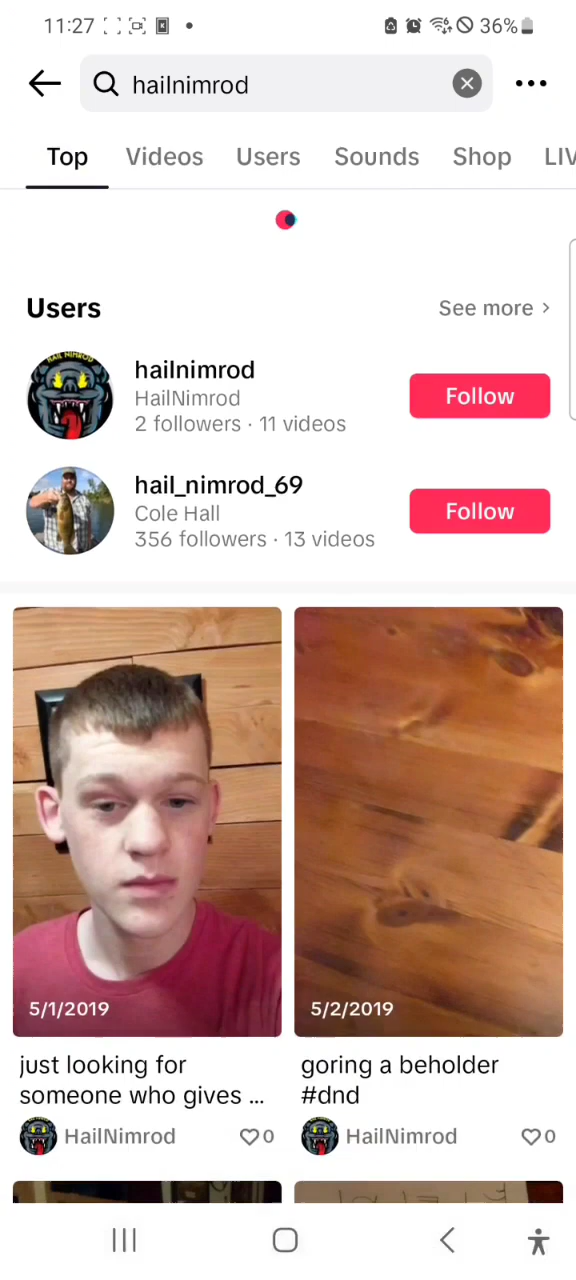 11:27
36%
hailnimrod
Top Videos Users Sounds Shop LIV
Users See more >
HAIL NIMROD
hailnimrod
HailNimrod
2 followers · 11 videos
Follow
hail_nimrod_69
Cole Hall
356 followers · 13 videos
Follow
5/1/2019
just looking for
someone who gives ...
HailNimrod 0
5/2/2019
goring a beholder
#dnd
HailNimrod 0